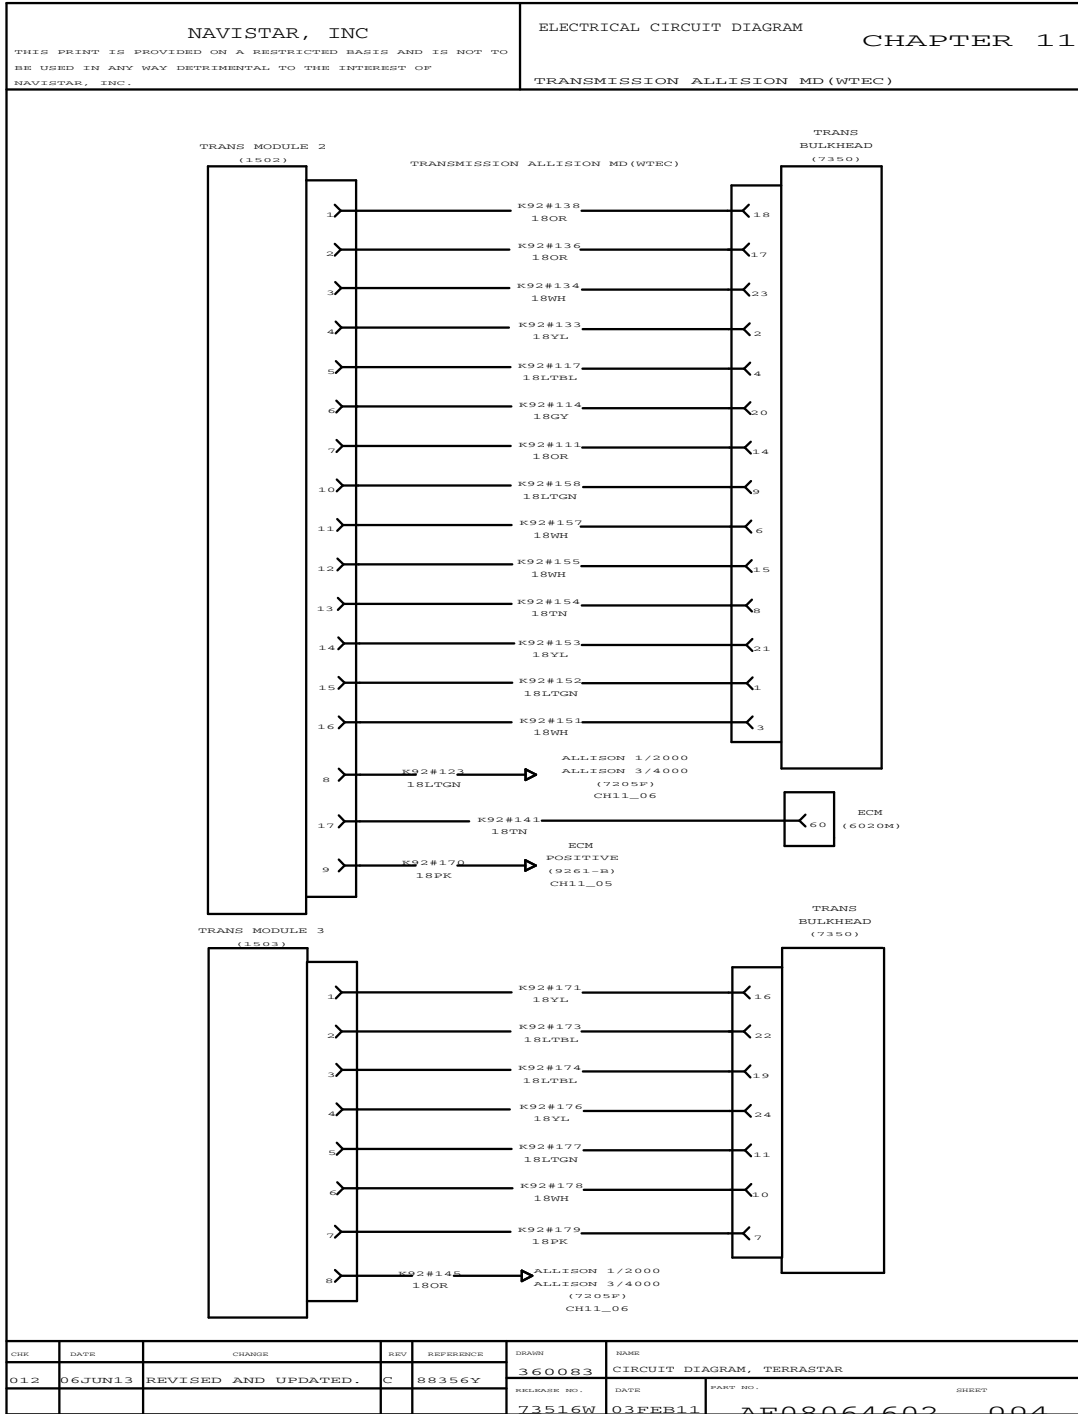 NAVISTAR, INC
THIS PRINT IS PROVIDED ON A RESTRICTED BASIS AND IS NOT TO
BE USED IN ANY WAY DETRIMENTAL TO THE INTEREST OF
NAVISTAR, INC.
ELECTRICAL CIRCUIT DIAGRAM
CHAPTER 11
TRANSMISSION ALLISION MD(WTEC)
TRANS MODULE 2
(1502)
TRANSMISSION ALLISION MD(WTEC)
TRANS
BULKHEAD
(7350)
1 K92#138 18
18OR
2 K92#136 17
18OR
3 K92#134 23
18WH
4 K92#133 2
18YL
5 K92#117 4
18LTBL
6 K92#114 20
18GY
7 K92#111 14
18OR
10 K92#158 9
18LTGN
11 K92#157 6
18WH
12 K92#155 15
18WH
13 K92#154 8
18TN
14 K92#153 21
18YL
15 K92#152 1
18LTGN
16 K92#151 3
18WH
8 K92#123
18LTGN
ALLISON 1/2000
ALLISON 3/4000
(7205F)
CH11_06
17 K92#141 60
18TN
ECM
(6020M)
9 K92#170
18PK
ECM
POSITIVE
(9261-B)
CH11_05
TRANS MODULE 3
(1503)
TRANS
BULKHEAD
(7350)
1 K92#171 16
18YL
2 K92#173 22
18LTBL
3 K92#174 19
18LTBL
4 K92#176 24
18YL
5 K92#177 11
18LTGN
6 K92#178 10
18WH
7 K92#179 7
18PK
8 K92#145
18OR
ALLISON 1/2000
ALLISON 3/4000
(7205F)
CH11_06
CHK DATE CHANGE REV REFERENCE
012 06JUN13 REVISED AND UPDATED. C 88356Y
DRAWN
360083
NAME
CIRCUIT DIAGRAM, TERRASTAR
RELEASE NO.
73516W
DATE
03FEB11
PART NO. SHEET
AE08064602 004